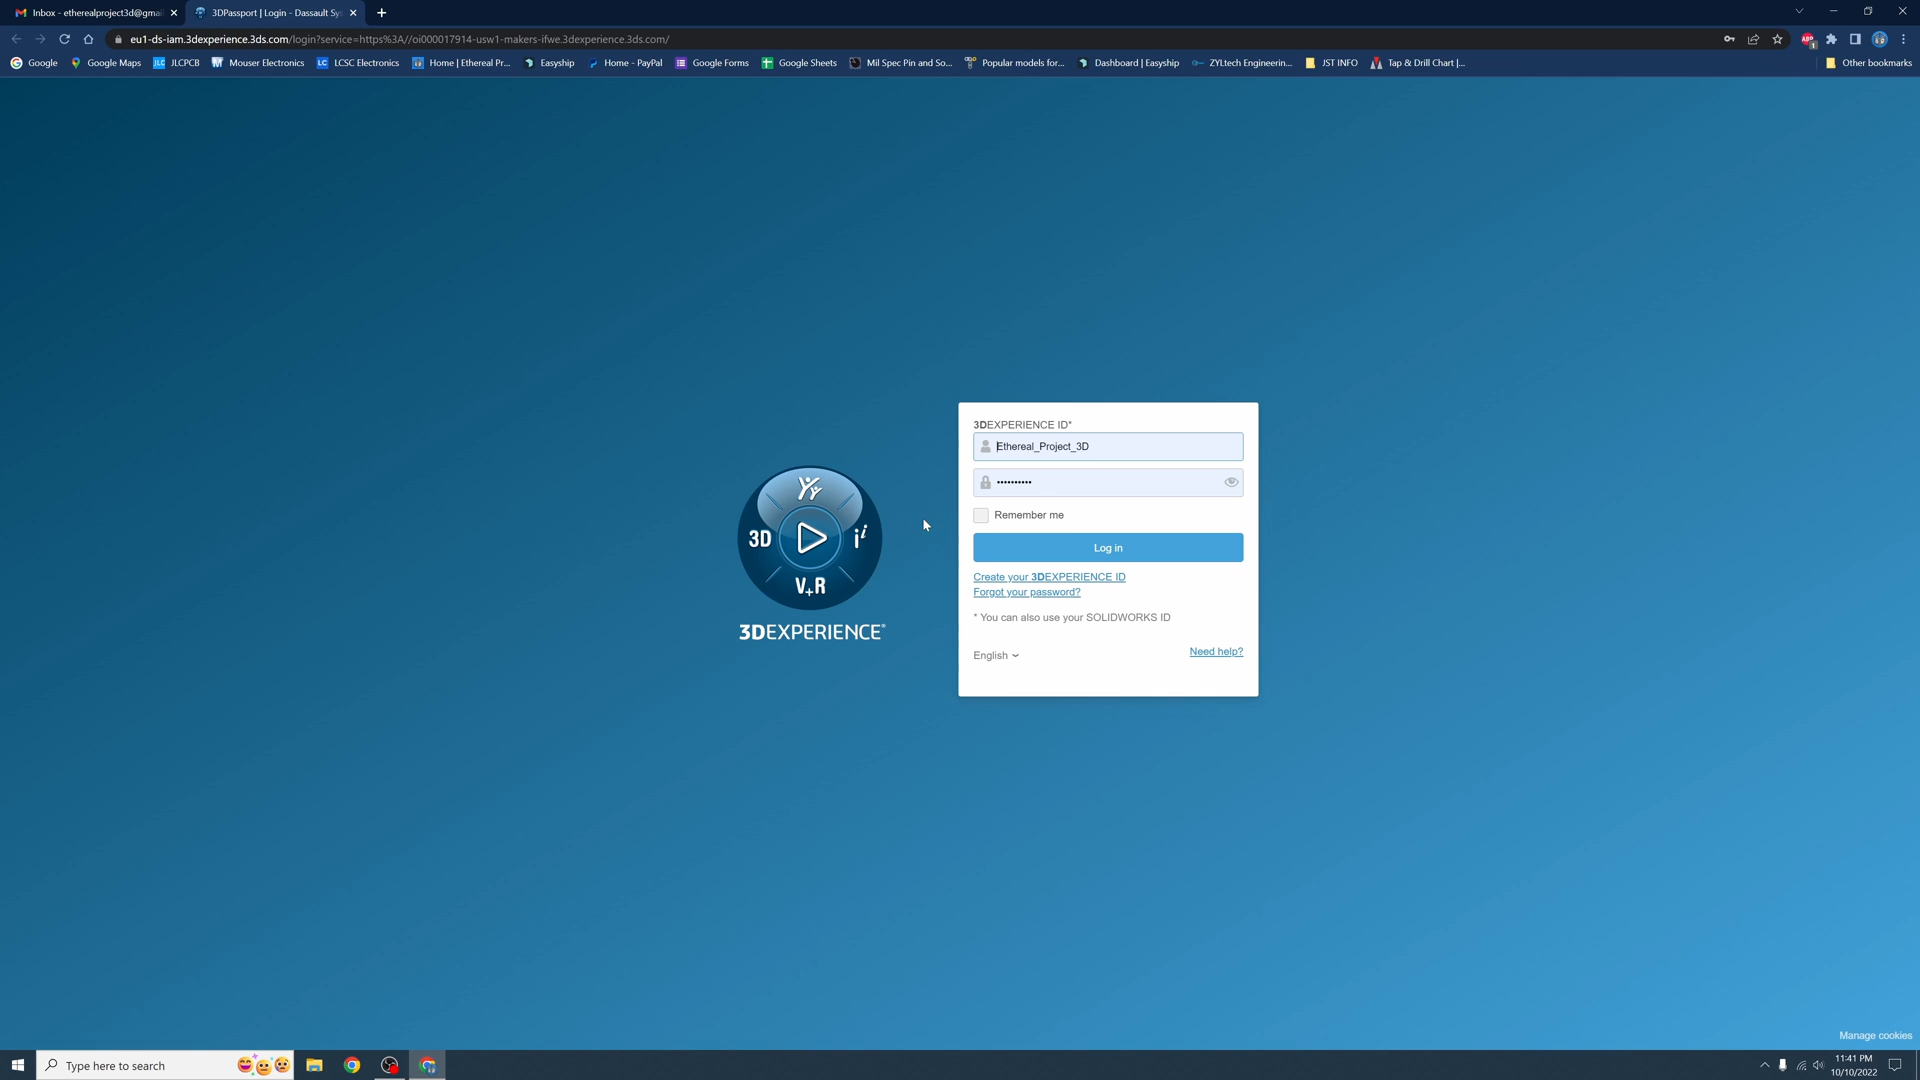 Inbox - etherealproject3d@gmai
3DPassport | Login - Dassault Sy
eu1-ds-iam.3dexperience.3ds.com/login?service=https%3A//oi000017914-usw1-makers-ifwe.3dexperience.3ds.com/
ABP
1
Google
Google Maps
JLC
JLCPCB
Mouser Electronics
LC
LCSC Electronics
Home | Ethereal Pr...
Easyship
Home - PayPal
Google Forms
Google Sheets
Mil Spec Pin and So...
Popular models for...
Dashboard | Easyship
ZYLtech Engineerin...
JST INFO
Tap & Drill Chart |...
Other bookmarks
3D
i i
V+R
3DEXPERIENCE®
3DEXPERIENCE ID*
Ethereal_Project_3D
••••••••••
Remember me
Log in
Create your 3DEXPERIENCE ID
Forgot your password?
* You can also use your SOLIDWORKS ID
English
Need help?
Manage cookies
Type here to search
11:41 PM
10/10/2022